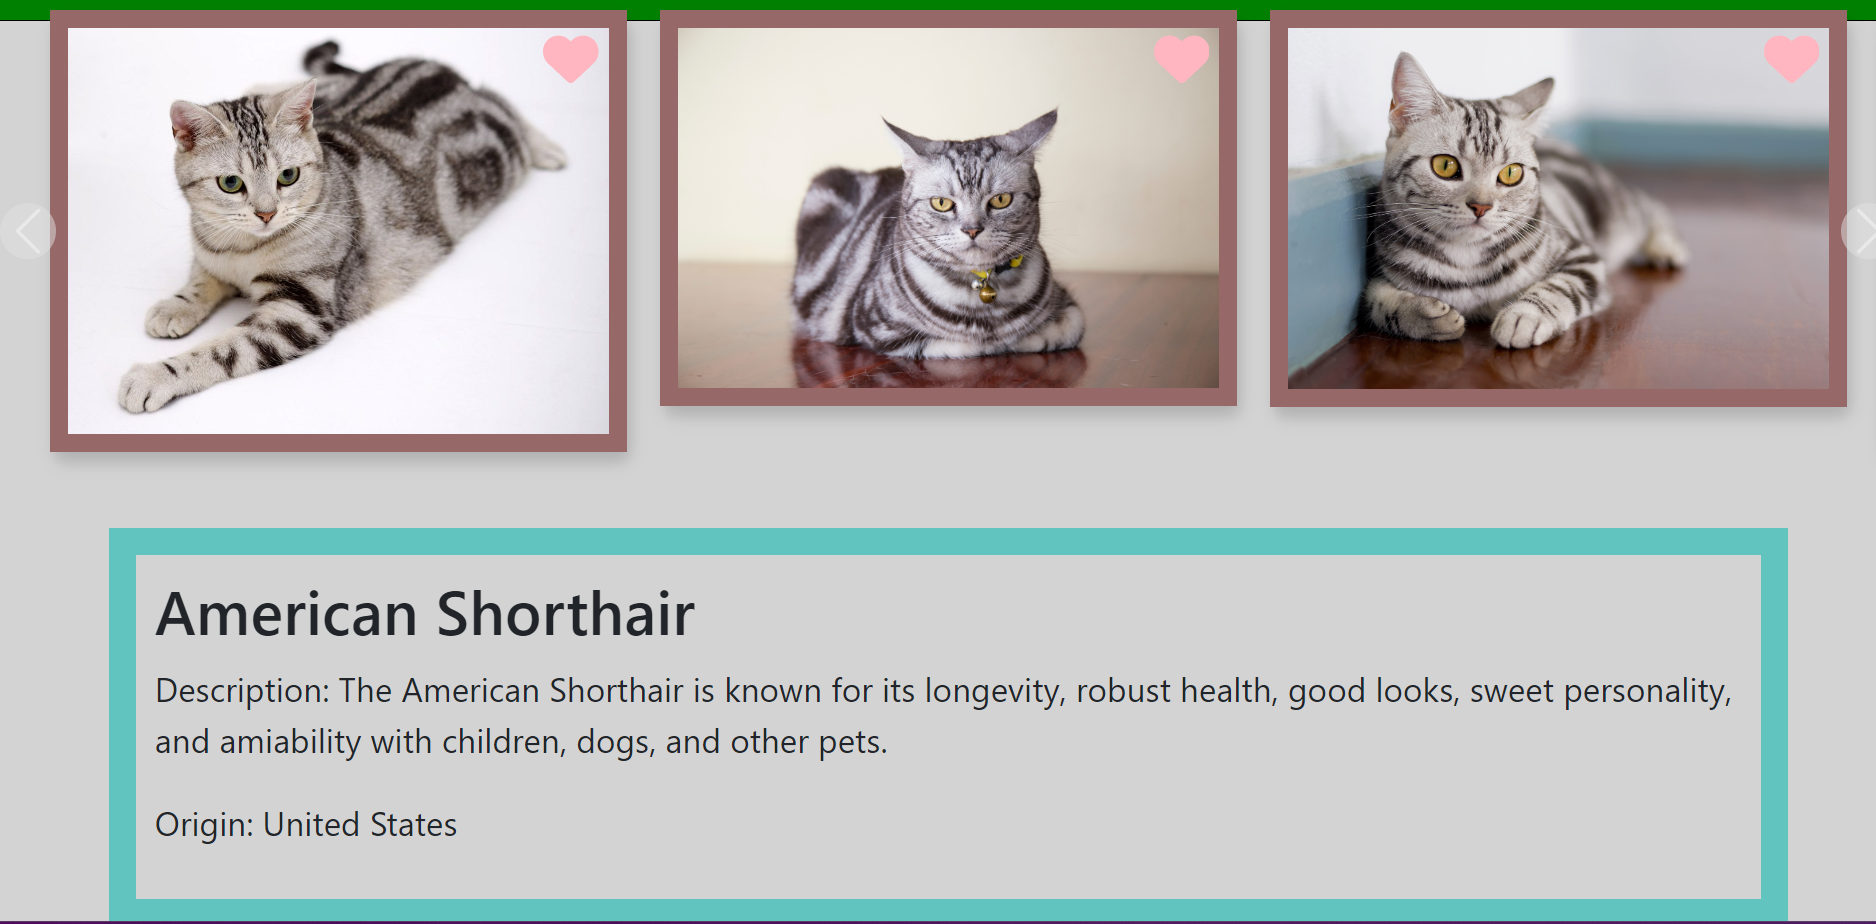 American Shorthair
Description: The American Shorthair is known for its longevity, robust health, good looks, sweet personality,
and amiability with children, dogs, and other pets.
Origin: United States